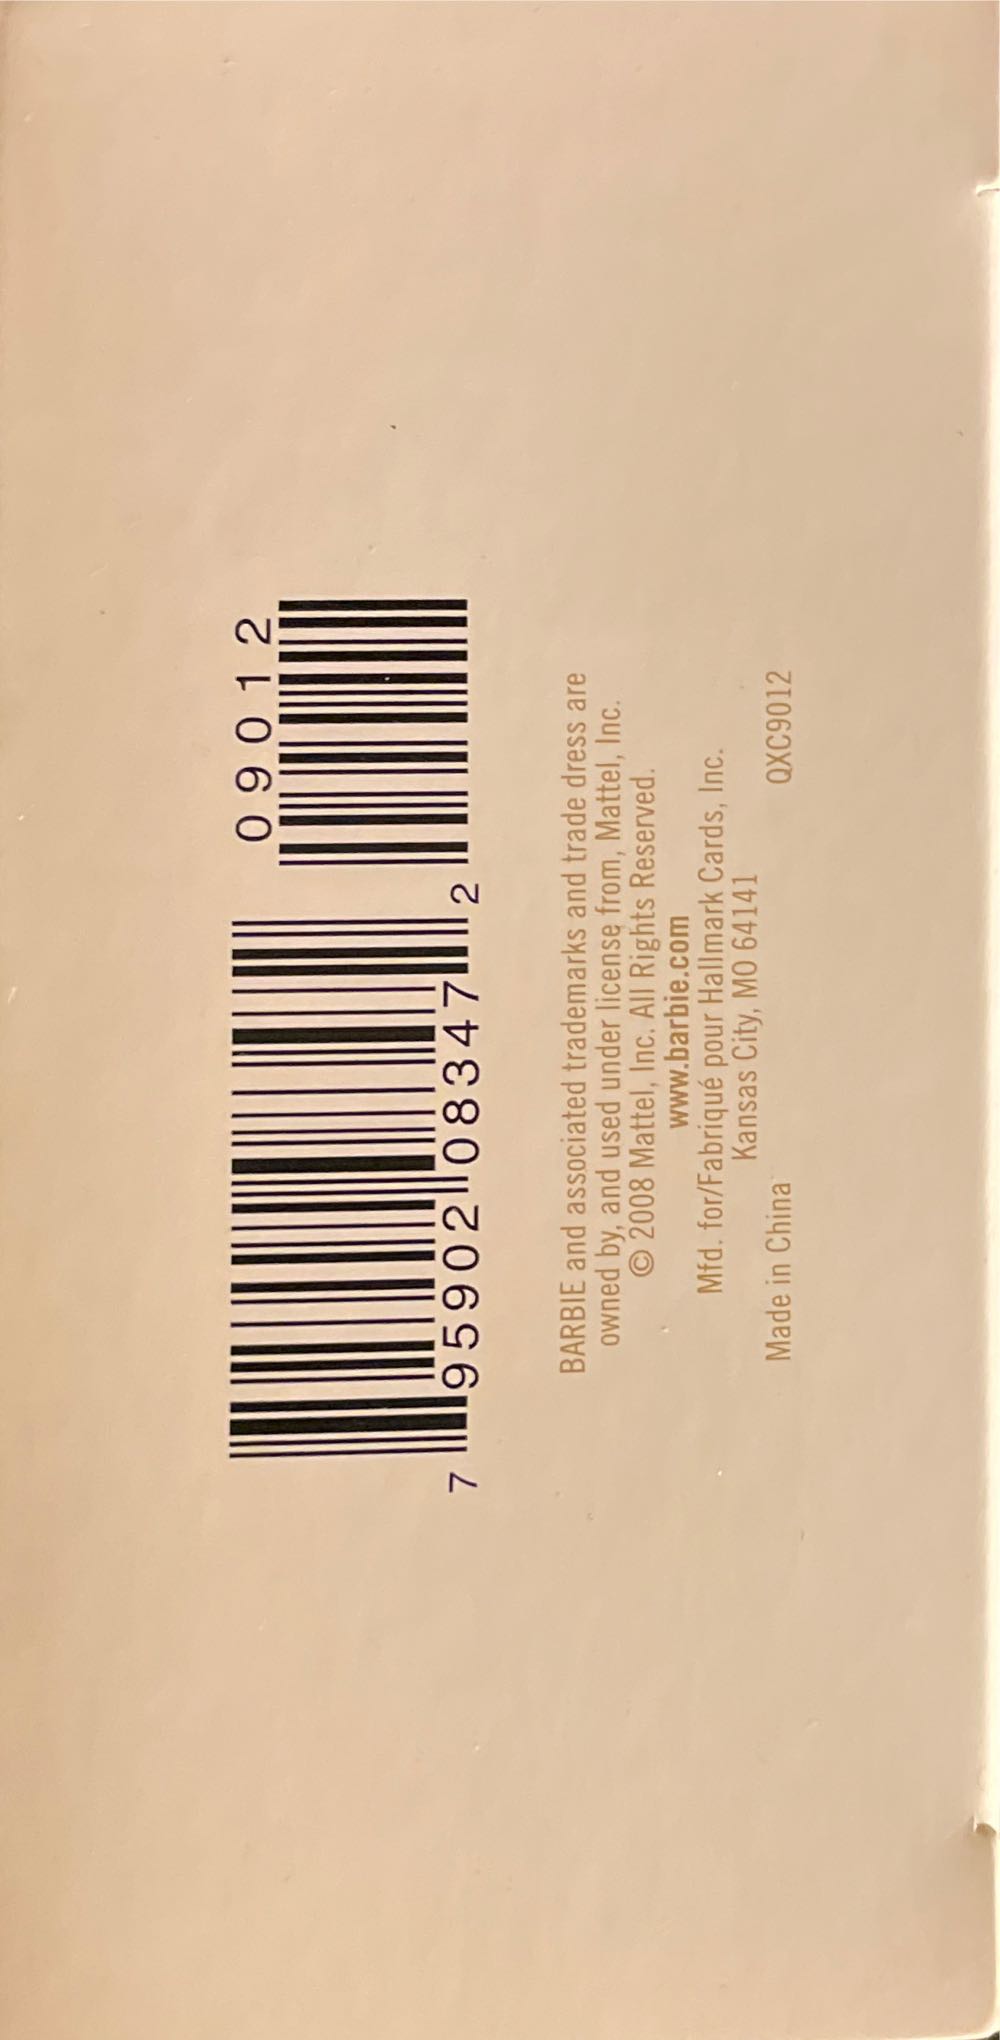 09012
7 95902 08347 2
BARBIE and associated trademarks and trade dress are
owned by, and used under license from, Mattel, Inc.
© 2008 Mattel, Inc. All Rights Reserved.
www.barbie.com
Mfd. for/Fabriqué pour Hallmark Cards, Inc.
Kansas City, MO 64141
Made in China QXC9012